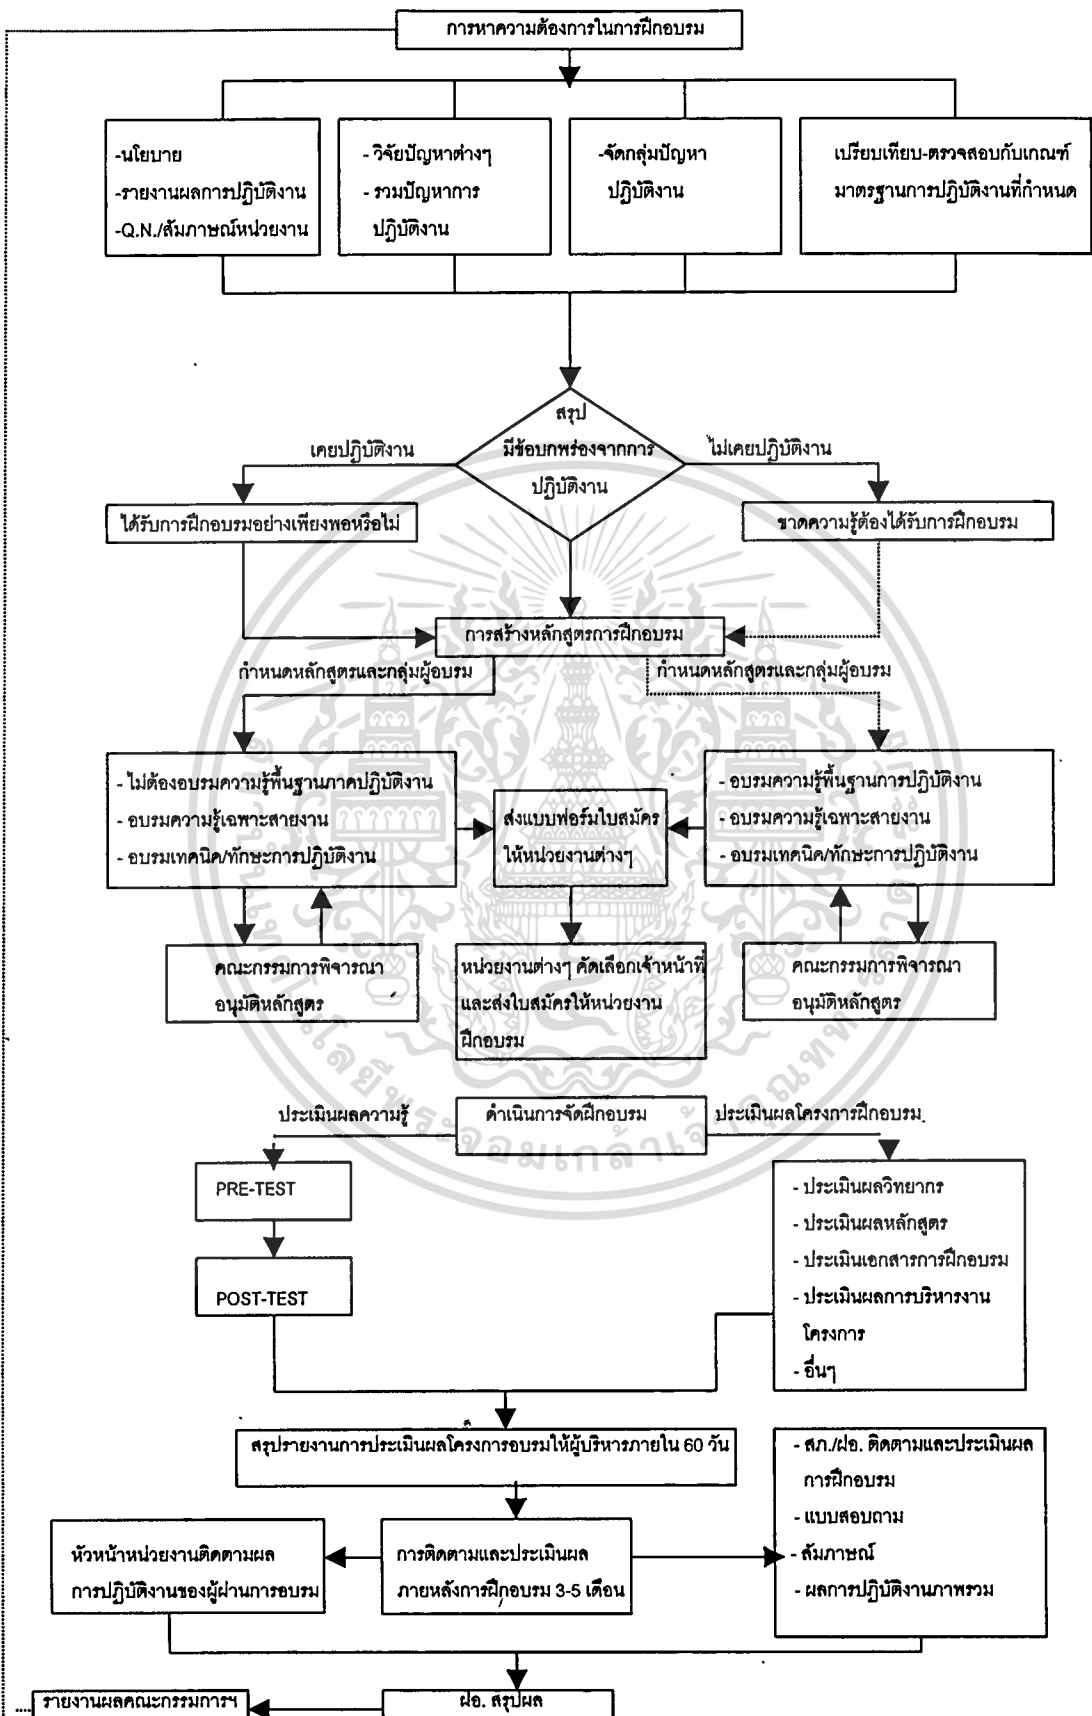 การหาความต้องการในการฝึกอบรม
-นโยบาย
-รายงานผลการปฏิบัติงาน
-Q.N./สัมภาษณ์หน่วยงาน
- วิจัยปัญหาต่างๆ
- รวมปัญหาการ
ปฏิบัติงาน
-จัดกลุ่มปัญหา
ปฏิบัติงาน
เปรียบเทียบ-ตรวจสอบกับเกณฑ์
มาตรฐานการปฏิบัติงานที่กำหนด
สรุป
มีข้อบกพร่องจากการ
ปฏิบัติงาน
เคยปฏิบัติงาน
ไม่เคยปฏิบัติงาน
ได้รับการฝึกอบรมอย่างเพียงพอหรือไม่
ขาดความรู้ต้องได้รับการฝึกอบรม
การสร้างหลักสูตรการฝึกอบรม
กำหนดหลักสูตรและกลุ่มผู้อบรม
กำหนดหลักสูตรและกลุ่มผู้อบรม
- ไม่ต้องอบรมความรู้พื้นฐานภาคปฏิบัติงาน
- อบรมความรู้เฉพาะสายงาน
- อบรมเทคนิค/ทักษะการปฏิบัติงาน
ส่งแบบฟอร์มใบสมัคร
ให้หน่วยงานต่างๆ
- อบรมความรู้พื้นฐานการปฏิบัติงาน
- อบรมความรู้เฉพาะสายงาน
- อบรมเทคนิค/ทักษะการปฏิบัติงาน
คณะกรรมการพิจารณา
อนุมัติหลักสูตร
หน่วยงานต่างๆ คัดเลือกเจ้าหน้าที่
และส่งใบสมัครให้หน่วยงาน
ฝึกอบรม
คณะกรรมการพิจารณา
อนุมัติหลักสูตร
ประเมินผลความรู้
ดำเนินการจัดฝึกอบรม
ประเมินผลโครงการฝึกอบรม
PRE-TEST
POST-TEST
- ประเมินผลวิทยากร
- ประเมินผลหลักสูตร
- ประเมินเอกสารการฝึกอบรม
- ประเมินผลการบริหารงาน
โครงการ
- อื่นๆ
สรุปรายงานการประเมินผลโครงการอบรมให้ผู้บริหารภายใน 60 วัน
หัวหน้าหน่วยงานติดตามผล
การปฏิบัติงานของผู้ผ่านการอบรม
การติดตามและประเมินผล
ภายหลังการฝึกอบรม 3-5 เดือน
- สภ./ฝอ. ติดตามและประเมินผล
การฝึกอบรม
- แบบสอบถาม
- สัมภาษณ์
- ผลการปฏิบัติงานภาพรวม
รายงานผลคณะกรรมการฯ
ฝอ. สรุปผล